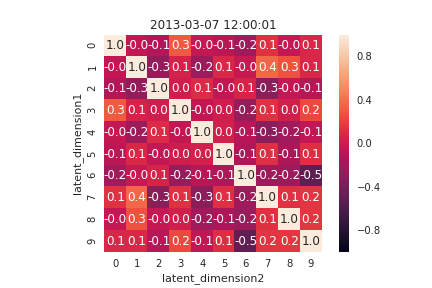 2013-03-07 12:00:01
latent_dimension1
0 1.0 -0.0 -0.1 0.3 -0.0 -0.1 -0.2 0.1 -0.0 0.1
1 -0.0 1.0 -0.3 0.1 -0.2 0.1 -0.0 0.4 0.3 0.1
2 -0.1 -0.3 1.0 0.0 0.1 -0.0 0.1 -0.3 -0.0 -0.1
3 0.3 0.1 0.0 1.0 -0.0 0.0 -0.2 0.1 0.0 0.2
4 -0.0 -0.2 0.1 -0.0 1.0 0.0 -0.1 -0.3 -0.2 -0.1
5 -0.1 0.1 -0.0 0.0 0.0 1.0 -0.1 0.1 -0.1 0.1
6 -0.2 -0.0 0.1 -0.2 -0.1 -0.1 1.0 -0.2 -0.2 -0.5
7 0.1 0.4 -0.3 0.1 -0.3 0.1 -0.2 1.0 0.1 0.2
8 -0.0 0.3 -0.0 0.0 -0.2 -0.1 -0.2 0.1 1.0 0.2
9 0.1 0.1 -0.1 0.2 -0.1 0.1 -0.5 0.2 0.2 1.0
0 1 2 3 4 5 6 7 8 9
latent_dimension2
0.8
0.4
0.0
−0.4
−0.8